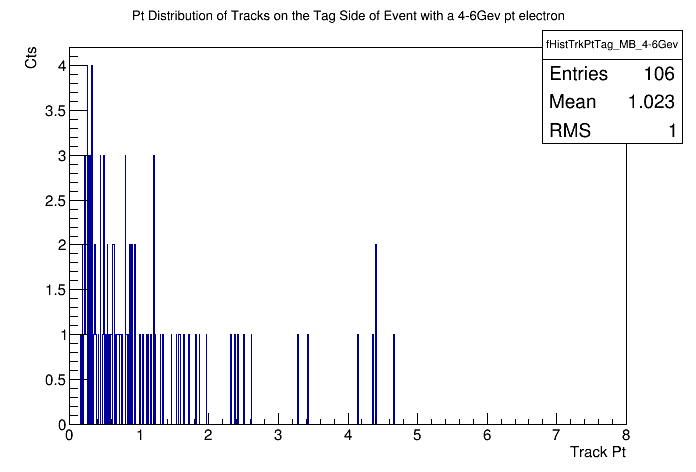 Pt Distribution of Tracks on the Tag Side of Event with a 4-6Gev pt electron
fHistTrkPtTag_MB_4-6Gev
Entries 106
Mean 1.023
RMS 1
Cts
4
3.5
3
2.5
2
1.5
1
0.5
0
0 1 2 3 4 5 6 7 8
Track Pt